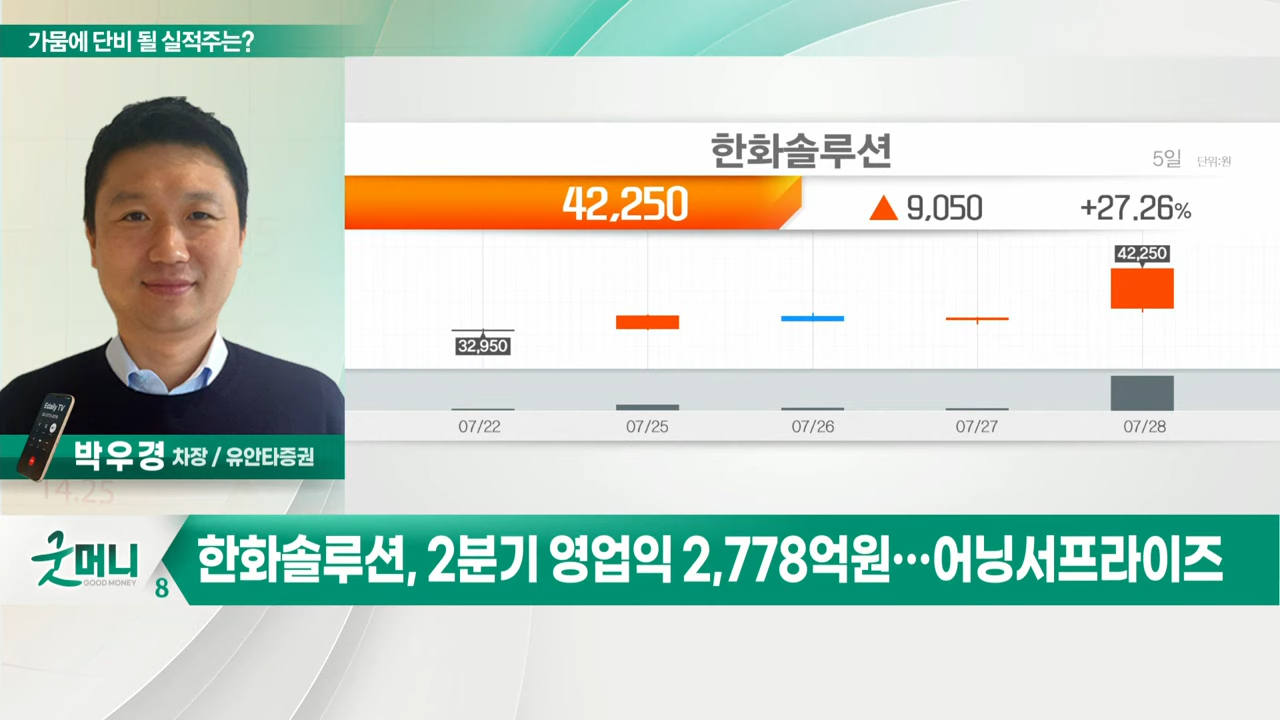 가뭄에 단비 될 실적주는?
한화솔루션
5일 단위:원
42,250 ▲ 9,050 +27.26%
42,250
32,950
07/22 07/25 07/26 07/27 07/28
Edaily TV
박우경 차장 / 유안타증권
14.25
굿머니
GOOD MONEY
8
한화솔루션, 2분기 영업익 2,778억원…어닝서프라이즈